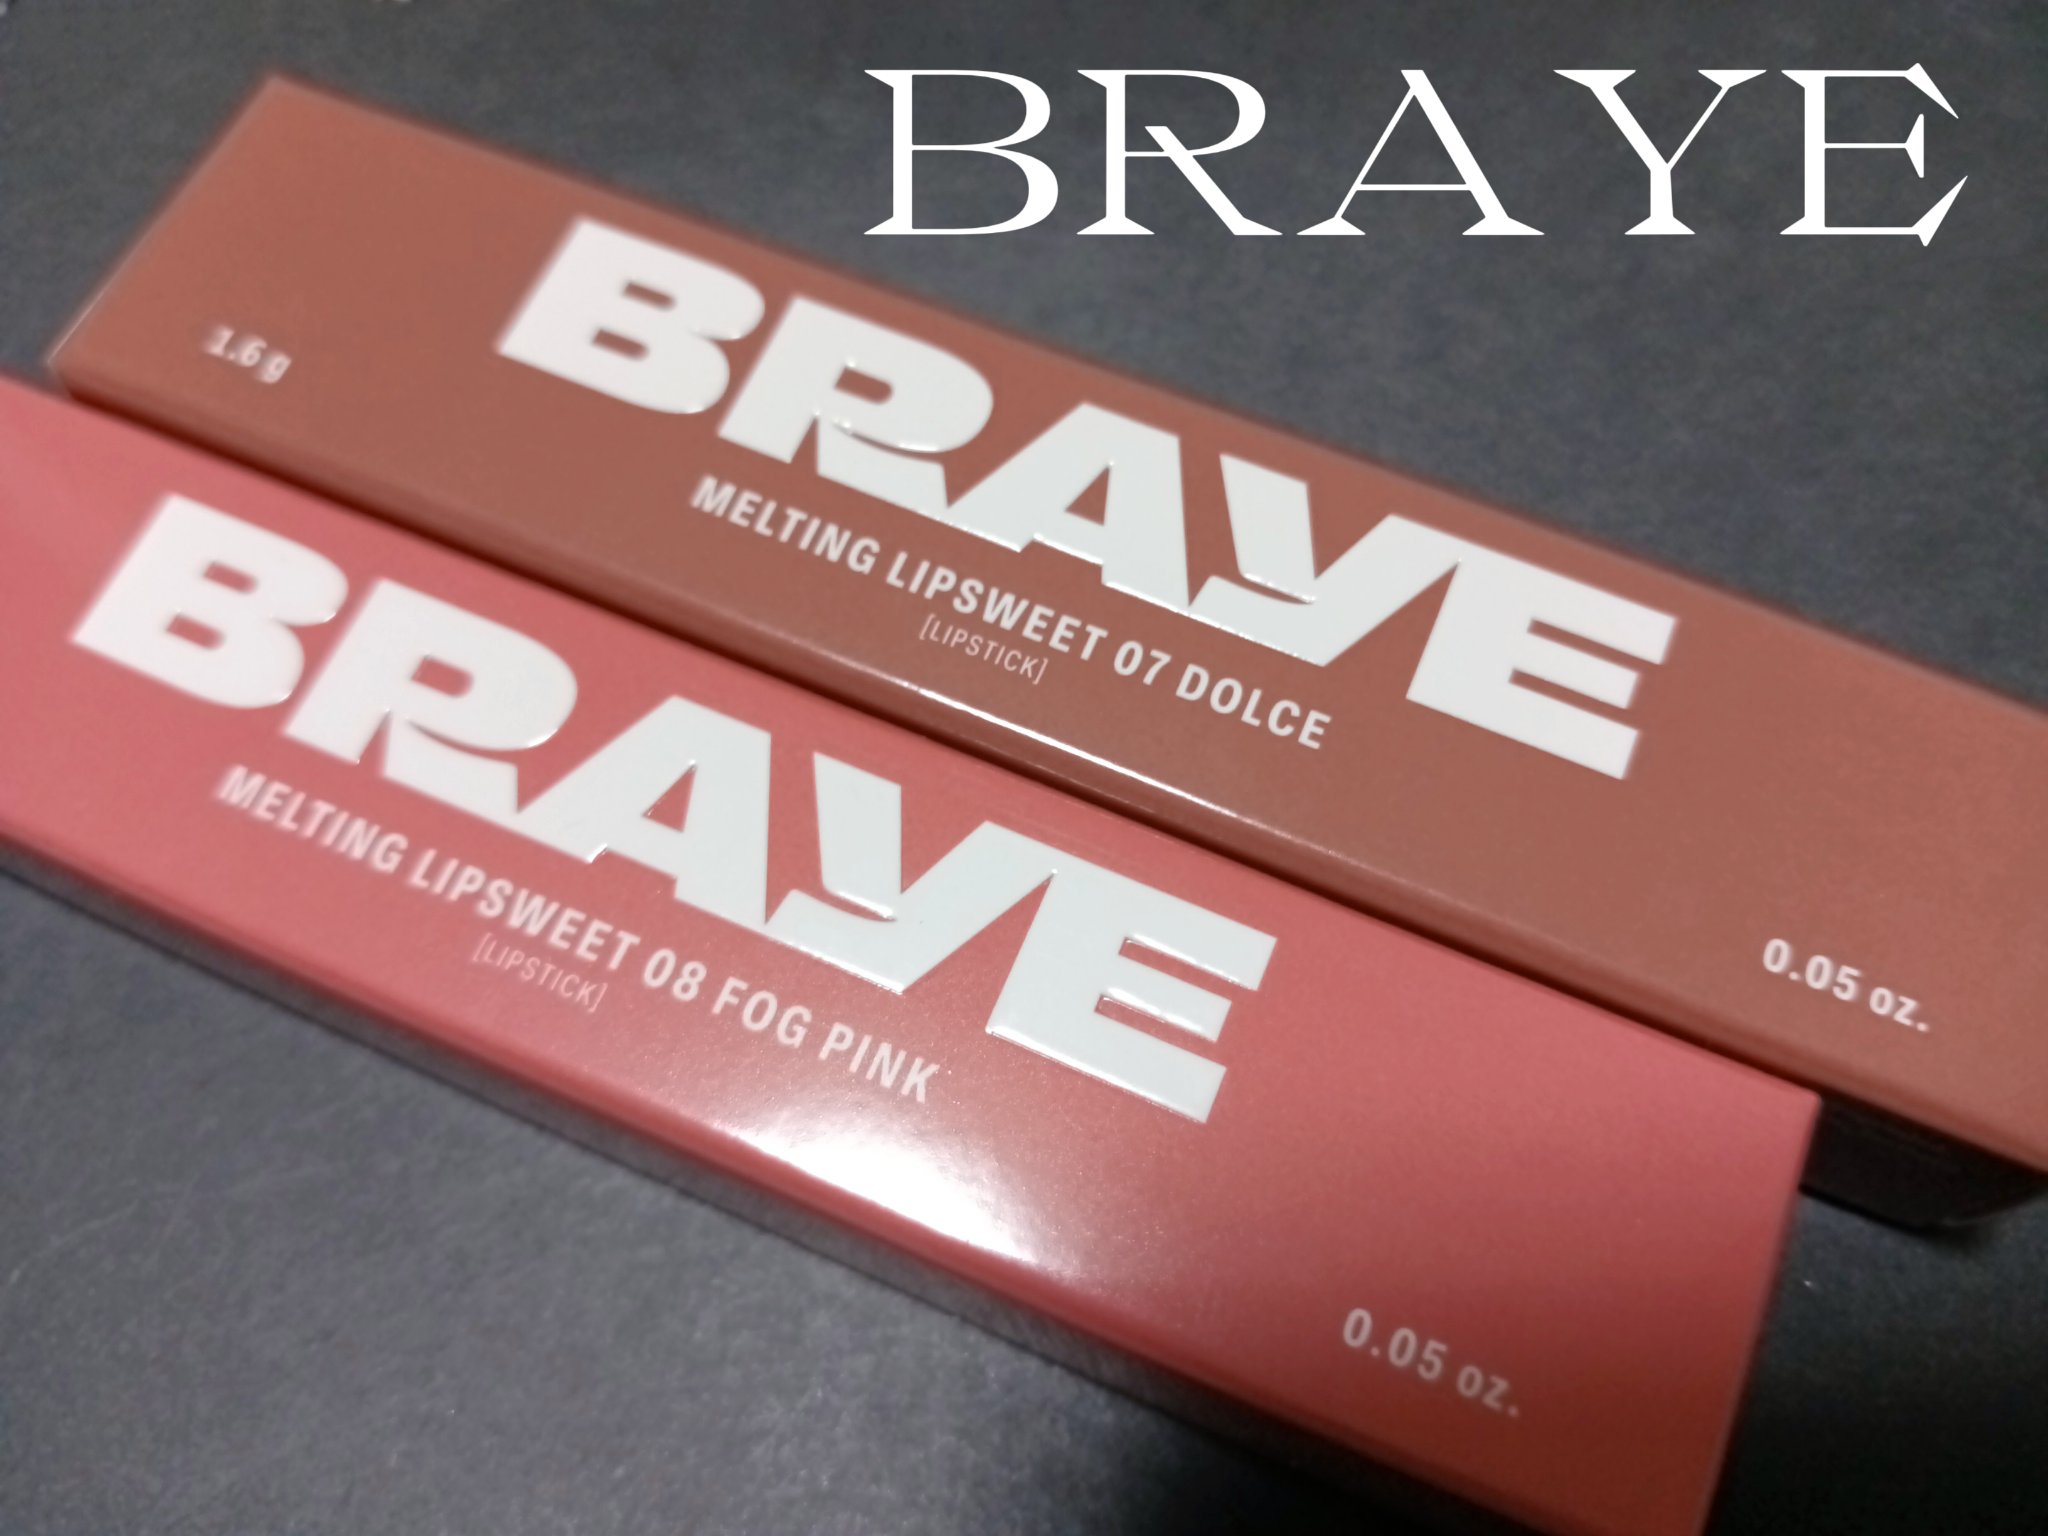 BRAYE
1.6 g
BRAYE
MELTING LIPSWEET 07 DOLCE
[LIPSTICK]
0.05 oz.
BRAYE
MELTING LIPSWEET 08 FOG PINK
[LIPSTICK]
0.05 oz.